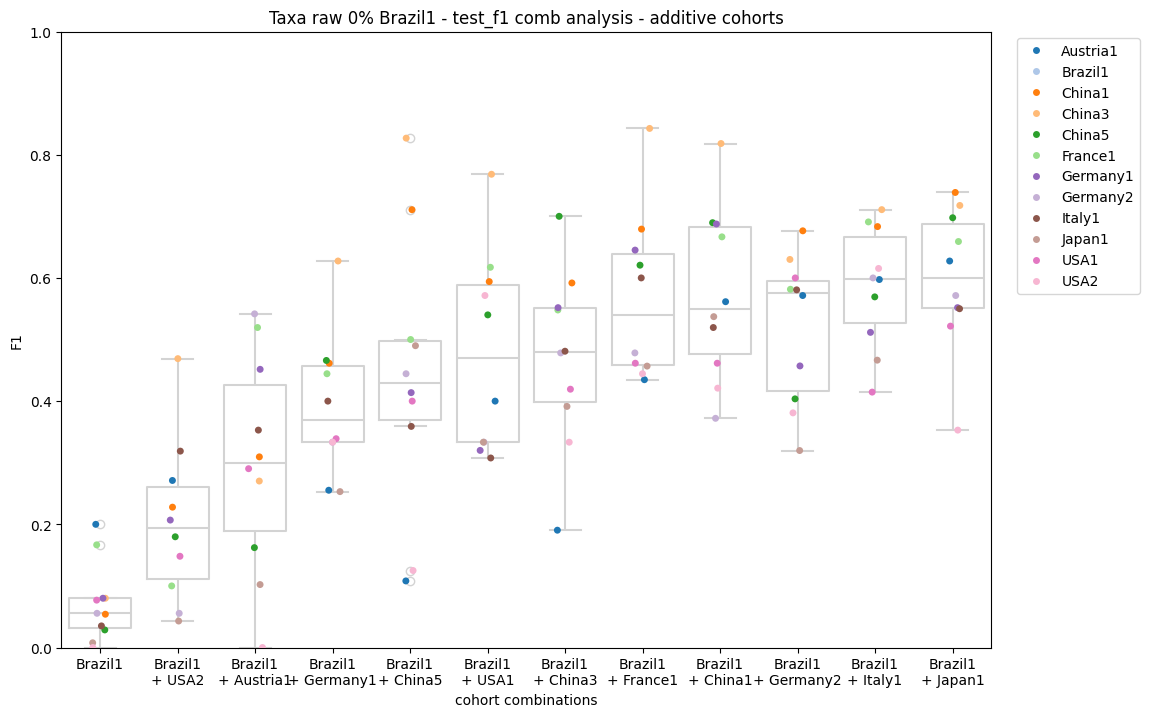 Taxa raw 0% Brazil1 - test_f1 comb analysis - additive cohorts
1.0
0.8
0.6
0.4
0.2
0.0
F1
Brazil1
Brazil1
+ USA2
Brazil1
+ Austria1
Brazil1
+ Germany1
Brazil1
+ China5
Brazil1
+ USA1
Brazil1
+ China3
Brazil1
+ France1
Brazil1
+ China1
Brazil1
+ Germany2
Brazil1
+ Italy1
Brazil1
+ Japan1
cohort combinations
Austria1
Brazil1
China1
China3
China5
France1
Germany1
Germany2
Italy1
Japan1
USA1
USA2